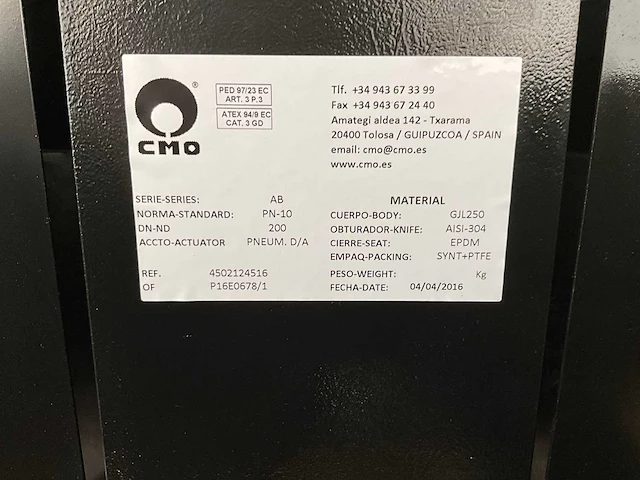 ®
CMO
PED 97/23 EC
ART. 3 P.3
ATEX 94/9 EC
CAT. 3 GD
Tlf. +34 943 67 33 99
Fax +34 943 67 24 40
Amategi aldea 142 - Txarama
20400 Tolosa / GUIPUZCOA / SPAIN
email: cmo@cmo.es
www.cmo.es
SERIE-SERIES: AB
NORMA-STANDARD: PN-10
DN-ND 200
ACCTO-ACTUATOR PNEUM. D/A
REF. 4502124516
OF P16E0678/1
MATERIAL
CUERPO-BODY: GJL250
OBTURADOR-KNIFE: AISI-304
CIERRE-SEAT: EPDM
EMPAQ-PACKING: SYNT+PTFE
PESO-WEIGHT: Kg
FECHA-DATE: 04/04/2016